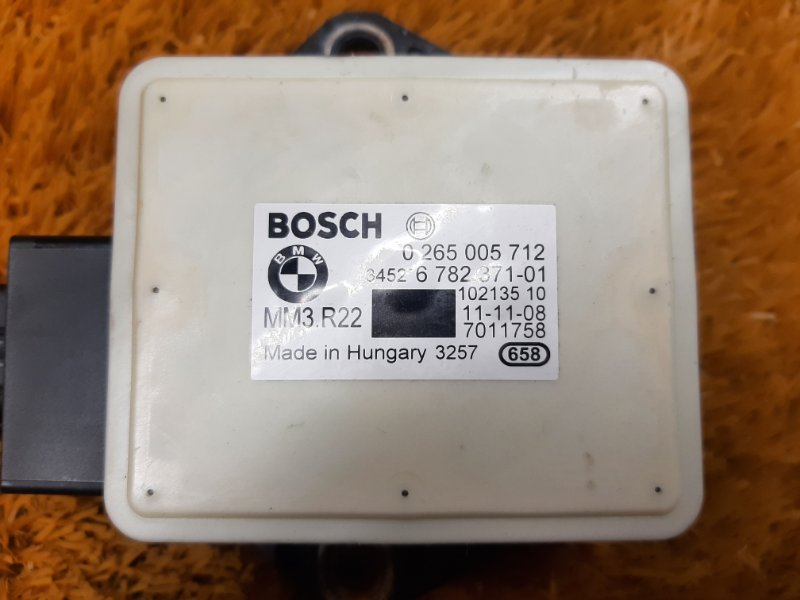 BOSCH
0 265 005 712
BMW
3452 6 782 371-01
102135 10
MM3.R22
11-11-08
7011758
Made in Hungary 3257
658